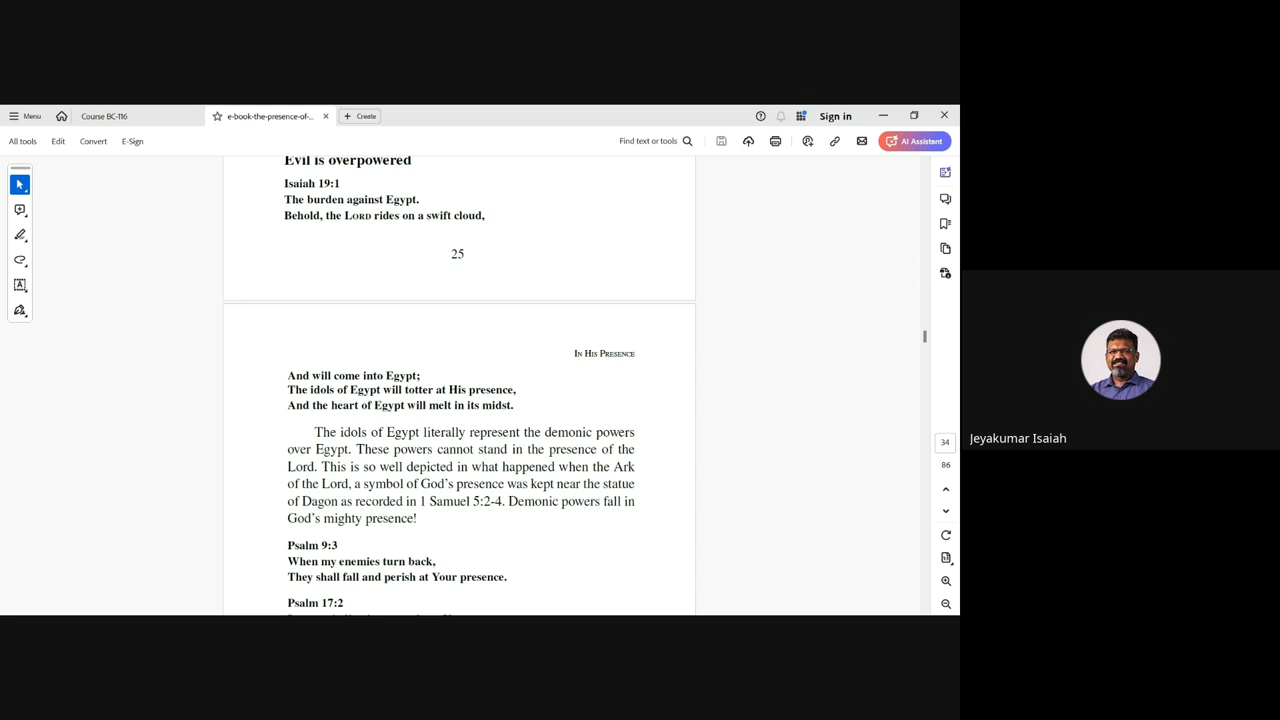 Menu
Course BC-116
e-book-the-presence-of-...
Create
Sign in
All tools
Edit
Convert
E-Sign
Find text or tools
AI Assistant
Evil is overpowered
Isaiah 19:1
The burden against Egypt.
Behold, the LORD rides on a swift cloud,
25
IN HIS PRESENCE
And will come into Egypt;
The idols of Egypt will totter at His presence,
And the heart of Egypt will melt in its midst.
The idols of Egypt literally represent the demonic powers
over Egypt. These powers cannot stand in the presence of the
Lord. This is so well depicted in what happened when the Ark
of the Lord, a symbol of God's presence was kept near the statue
of Dagon as recorded in 1 Samuel 5:2-4. Demonic powers fall in
God's mighty presence!
Psalm 9:3
When my enemies turn back,
They shall fall and perish at Your presence.
Psalm 17:2
34
86
Jeyakumar Isaiah